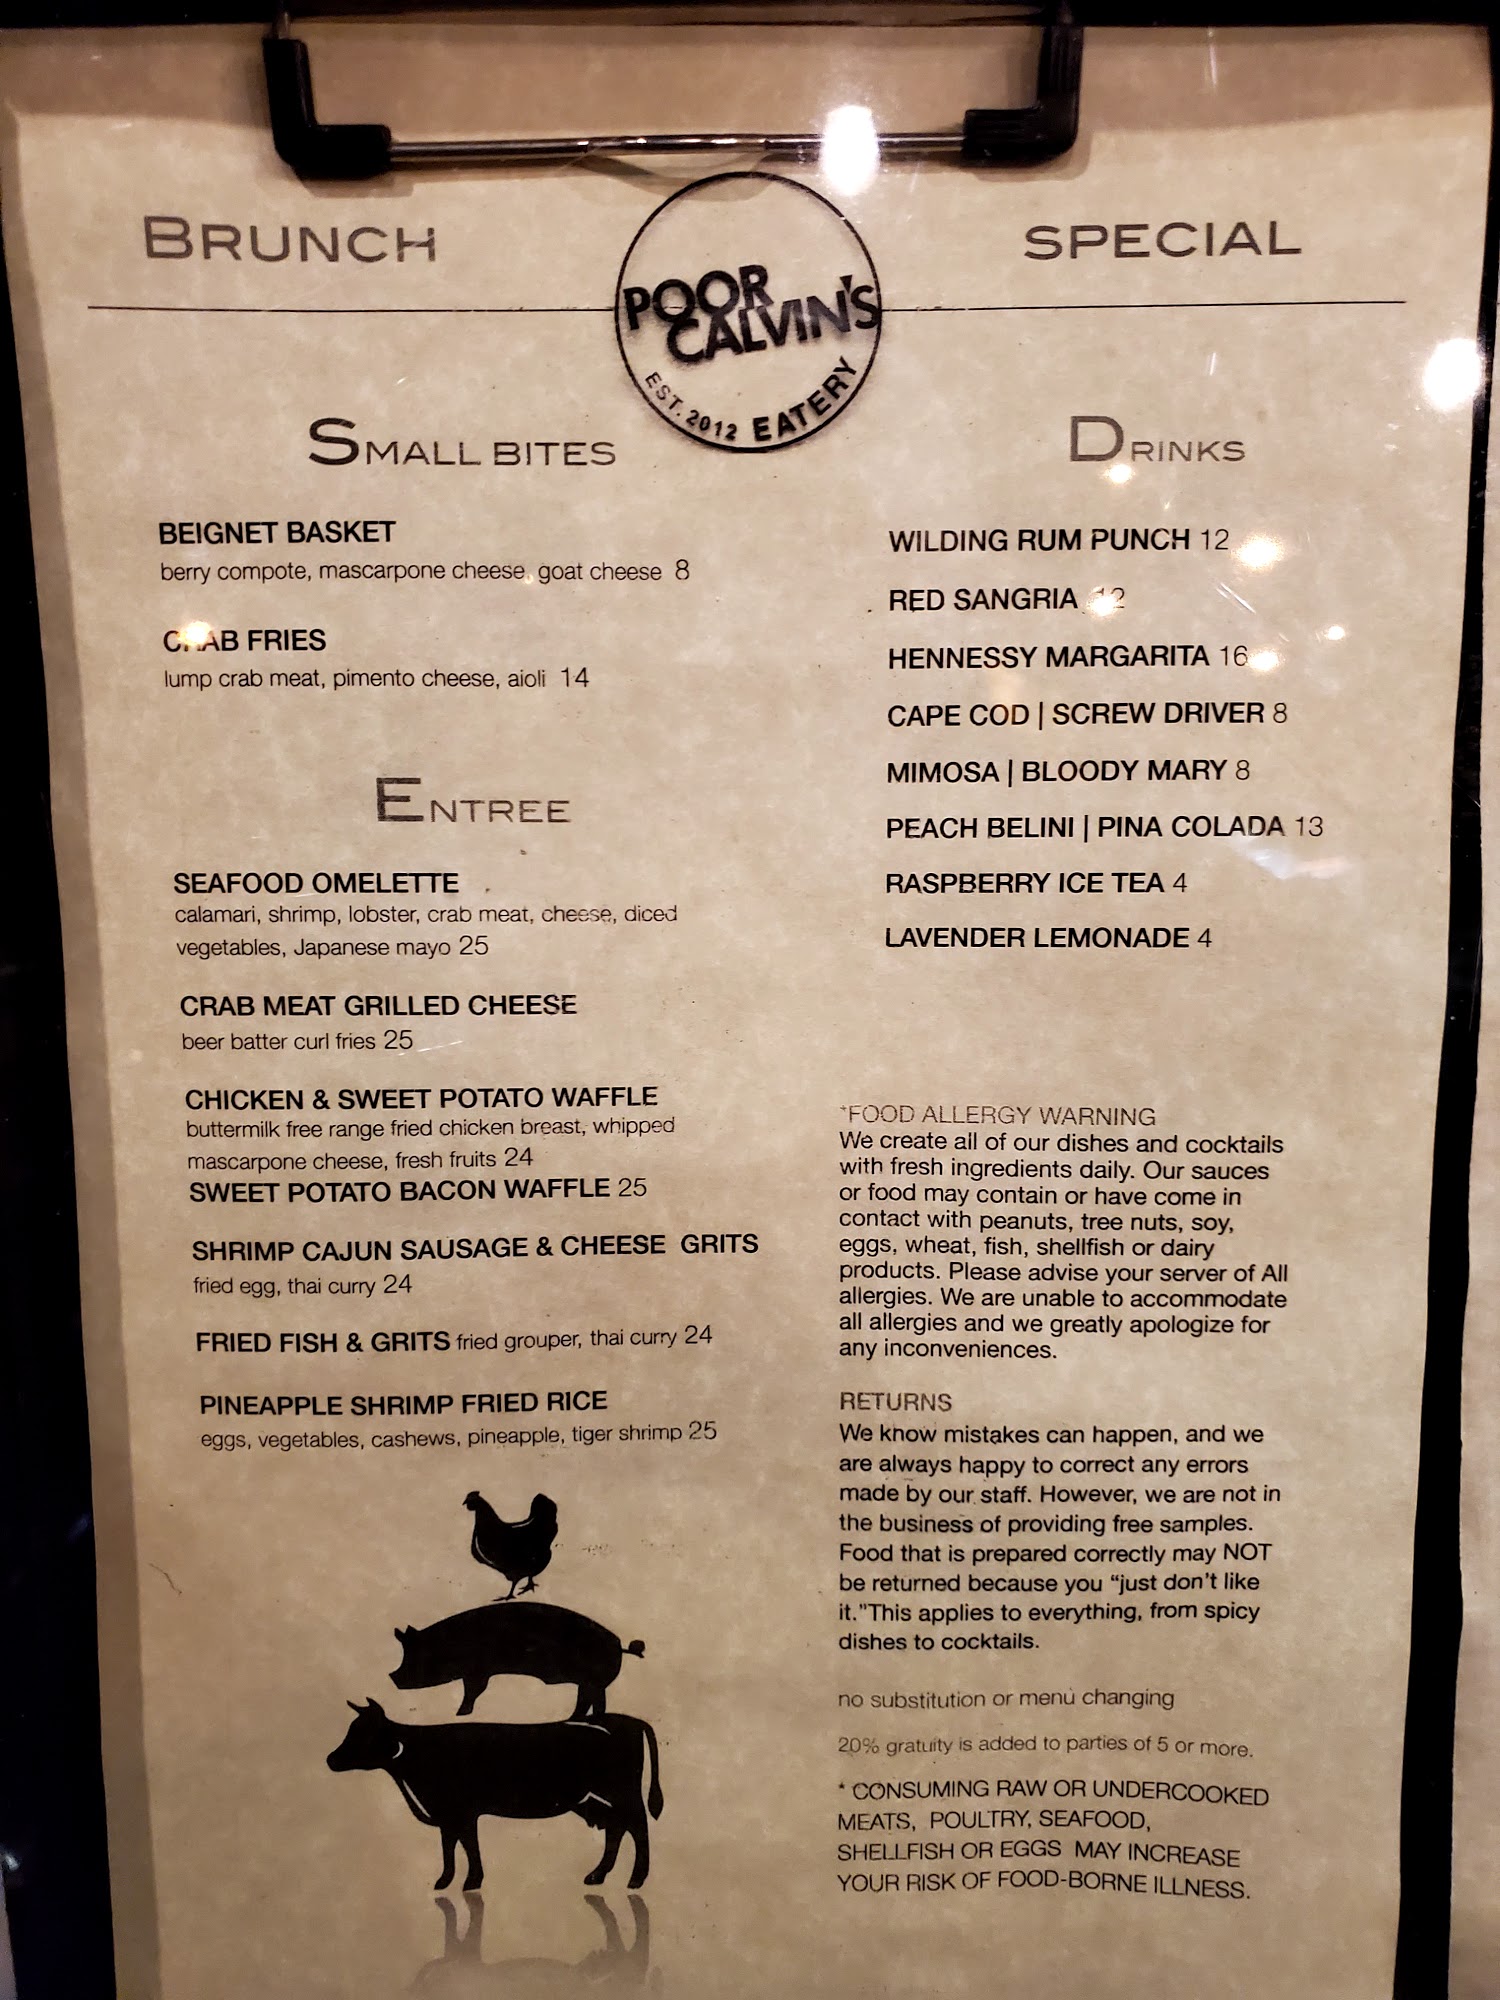 BRUNCH
SPECIAL
POOR
CALVIN'S
EST. 2012 EATERY
SMALL BITES
BEIGNET BASKET
berry compote, mascarpone cheese, goat cheese 8
CRAB FRIES
lump crab meat, pimento cheese, aioli 14
ENTREE
SEAFOOD OMELETTE
calamari, shrimp, lobster, crab meat, cheese, diced
vegetables, Japanese mayo 25
CRAB MEAT GRILLED CHEESE
beer batter curl fries 25
CHICKEN & SWEET POTATO WAFFLE
buttermilk free range fried chicken breast, whipped
mascarpone cheese, fresh fruits 24
SWEET POTATO BACON WAFFLE 25
SHRIMP CAJUN SAUSAGE & CHEESE GRITS
fried egg, thai curry 24
FRIED FISH & GRITS fried grouper, thai curry 24
PINEAPPLE SHRIMP FRIED RICE
eggs, vegetables, cashews, pineapple, tiger shrimp 25
DRINKS
WILDING RUM PUNCH 12
RED SANGRIA 12
HENNESSY MARGARITA 16
CAPE COD | SCREW DRIVER 8
MIMOSA | BLOODY MARY 8
PEACH BELINI | PINA COLADA 13
RASPBERRY ICE TEA 4
LAVENDER LEMONADE 4
*FOOD ALLERGY WARNING
We create all of our dishes and cocktails
with fresh ingredients daily. Our sauces
or food may contain or have come in
contact with peanuts, tree nuts, soy,
eggs, wheat, fish, shellfish or dairy
products. Please advise your server of All
allergies. We are unable to accommodate
all allergies and we greatly apologize for
any inconveniences.
RETURNS
We know mistakes can happen, and we
are always happy to correct any errors
made by our staff. However, we are not in
the business of providing free samples.
Food that is prepared correctly may NOT
be returned because you “just don't like
it."This applies to everything, from spicy
dishes to cocktails.
no substitution or menu changing
20% gratuity is added to parties of 5 or more.
* CONSUMING RAW OR UNDERCOOKED
MEATS, POULTRY, SEAFOOD,
SHELLFISH OR EGGS MAY INCREASE
YOUR RISK OF FOOD-BORNE ILLNESS.